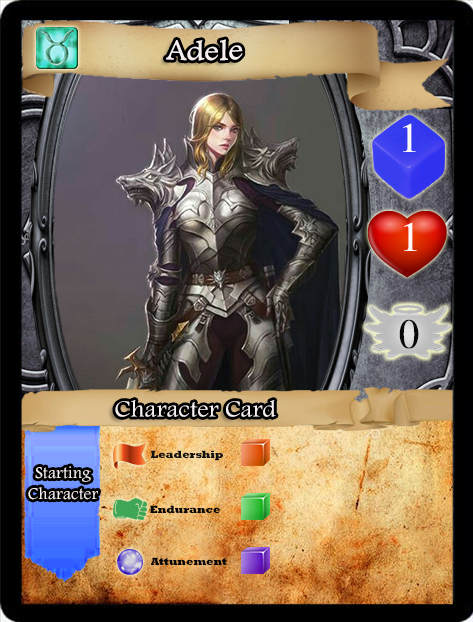 Adele
1
1
0
Character Card
Starting
Character
Leadership
Endurance
Attunement